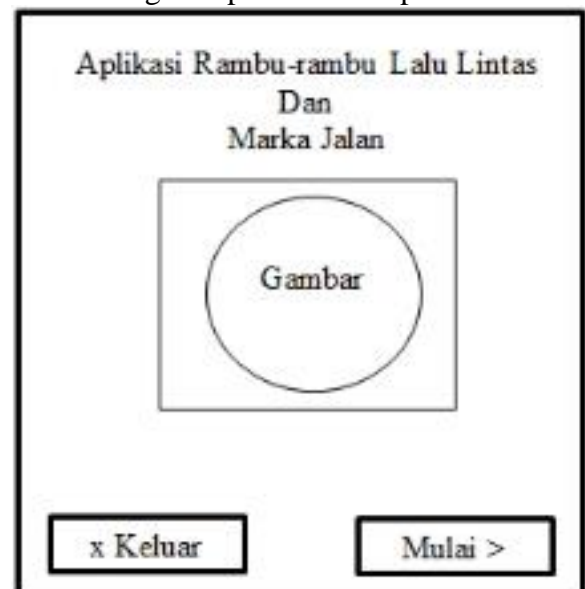 Aplikasi Rambu-rambu Lalu Lintas
Dan
Marka Jalan
Gambar
x Keluar
Mulai >